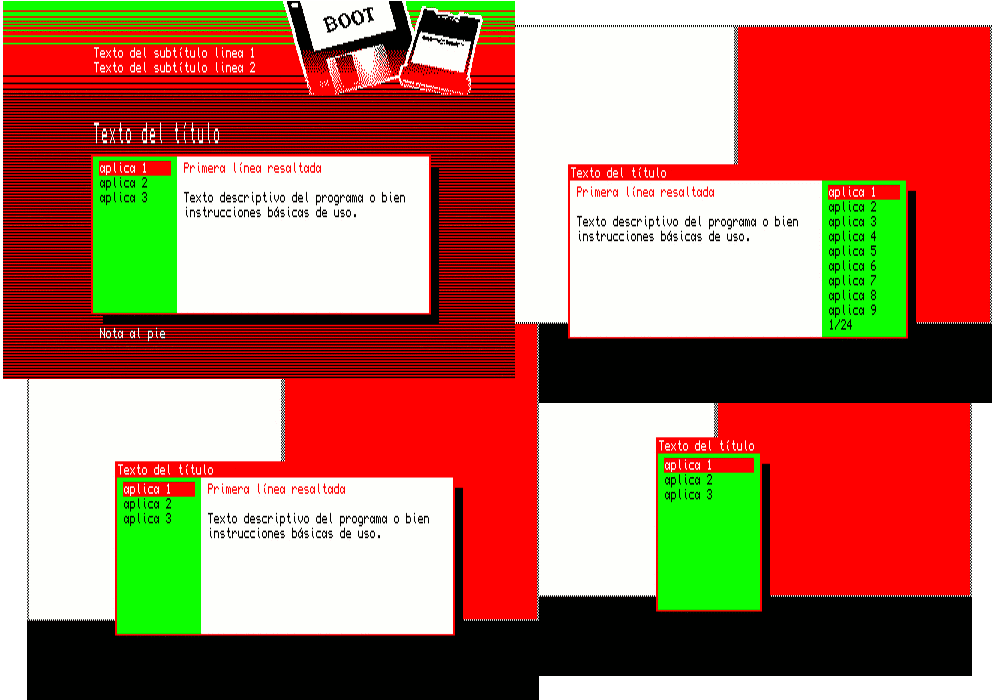 BOOT
Texto del subtítulo linea 1
Texto del subtítulo linea 2
Texto del título
aplica 1
aplica 2
aplica 3
Primera línea resaltada
Texto descriptivo del programa o bien
instrucciones básicas de uso.
Nota al pie
Texto del título
Primera línea resaltada
Texto descriptivo del programa o bien
instrucciones básicas de uso.
aplica 1
aplica 2
aplica 3
aplica 4
aplica 5
aplica 6
aplica 7
aplica 8
aplica 9
1/24
Texto del título
aplica 1
aplica 2
aplica 3
Primera línea resaltada
Texto descriptivo del programa o bien
instrucciones básicas de uso.
Texto del título
aplica 1
aplica 2
aplica 3